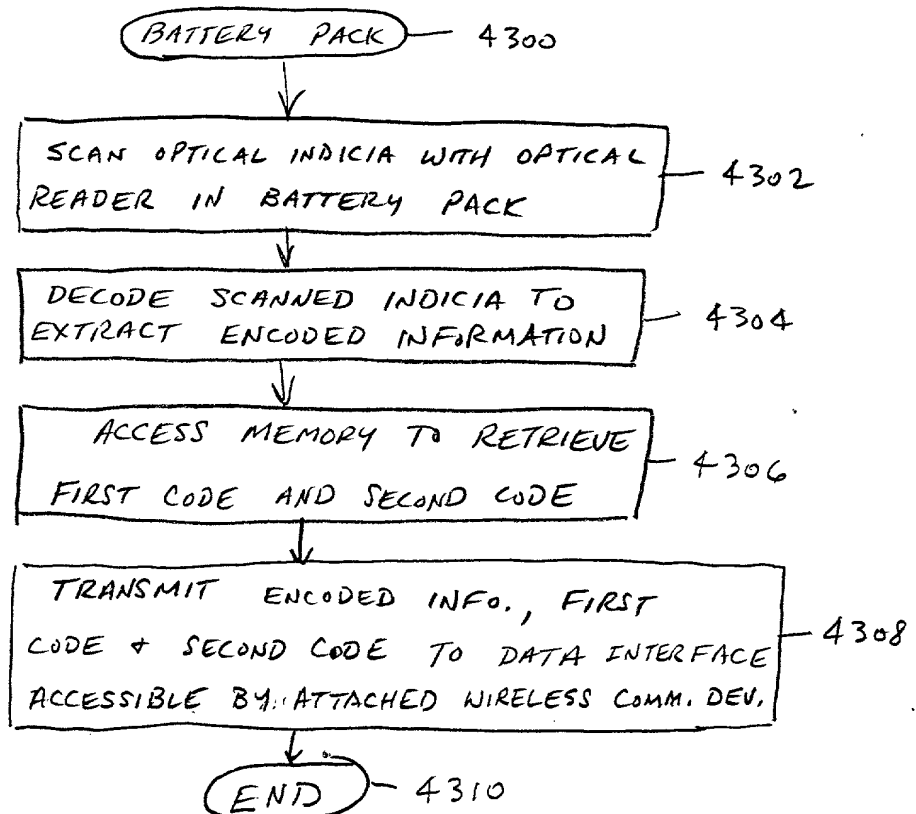 BATTERY PACK 4300
SCAN OPTICAL INDICIA WITH OPTICAL
READER IN BATTERY PACK
4302
DECODE SCANNED INDICIA TO
EXTRACT ENCODED INFORMATION
4304
ACCESS MEMORY TO RETRIEVE
FIRST CODE AND SECOND CODE
4306
TRANSMIT ENCODED INFO., FIRST
CODE & SECOND CODE TO DATA INTERFACE
ACCESSIBLE BY ATTACHED WIRELESS COMM. DEV.
4308
END 4310